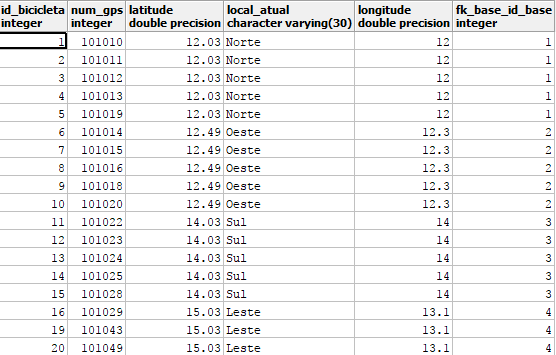 id_bicicleta num_gps latitude local_atual longitude fk_base_id_base
integer integer double precision character varying(30) double precision integer
1 101010 12.03 Norte 12 1
2 101011 12.03 Norte 12 1
3 101012 12.03 Norte 12 1
4 101013 12.03 Norte 12 1
5 101019 12.03 Norte 12 1
6 101014 12.49 Oeste 12.3 2
7 101015 12.49 Oeste 12.3 2
8 101016 12.49 Oeste 12.3 2
9 101018 12.49 Oeste 12.3 2
10 101020 12.49 Oeste 12.3 2
11 101022 14.03 Sul 14 3
12 101023 14.03 Sul 14 3
13 101024 14.03 Sul 14 3
14 101025 14.03 Sul 14 3
15 101028 14.03 Sul 14 3
16 101029 15.03 Leste 13.1 4
19 101043 15.03 Leste 13.1 4
20 101049 15.03 Leste 13.1 4